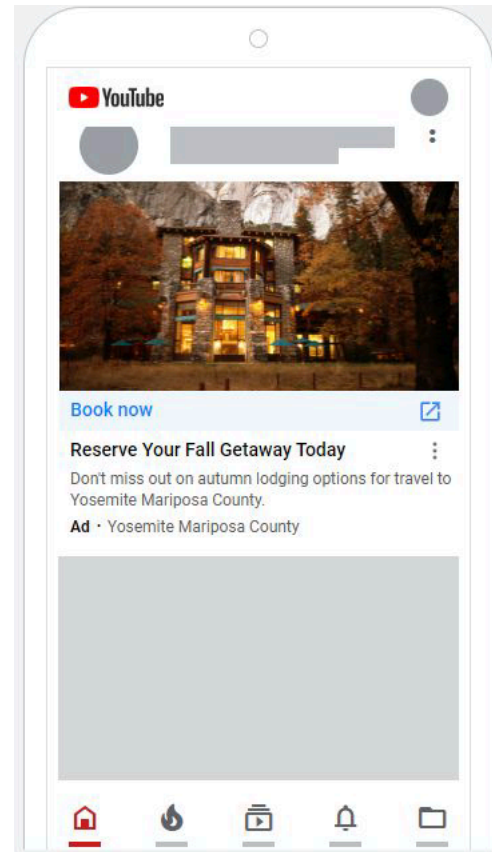 YouTube
Book now
Reserve Your Fall Getaway Today
Don't miss out on autumn lodging options for travel to
Yosemite Mariposa County.
Ad · Yosemite Mariposa County